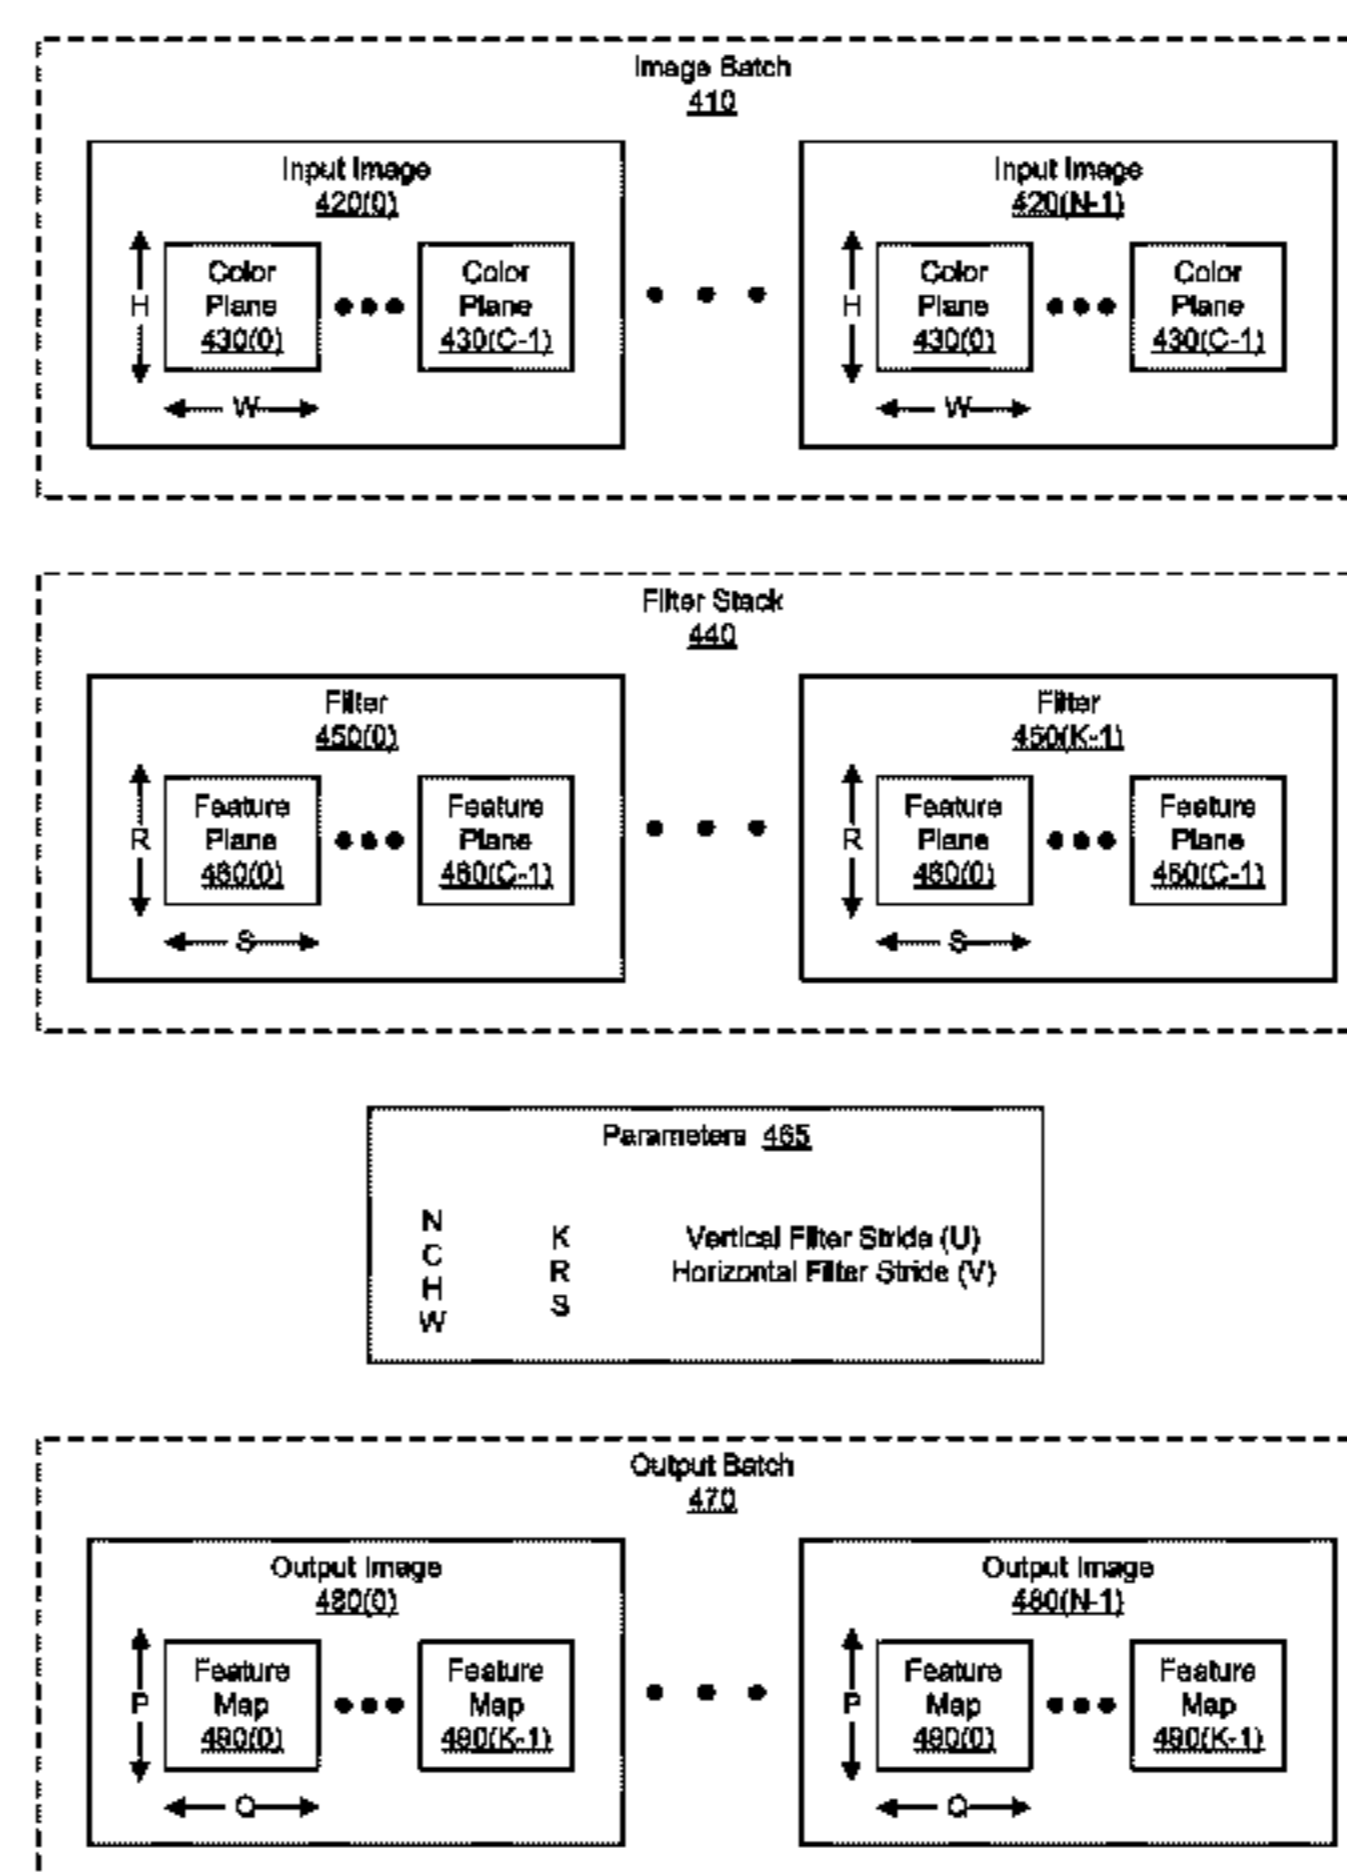 Image Batch
410
Input Image
420(0)
H
Color
Plane
430(0)
Color
Plane
430(C-1)
W
Input Image
420(N-1)
H
Color
Plane
430(0)
Color
Plane
430(C-1)
W
Filter Stack
440
Filter
450(0)
R
Feature
Plane
460(0)
Feature
Plane
460(C-1)
S
Filter
450(K-1)
R
Feature
Plane
460(0)
Feature
Plane
460(C-1)
S
Parameters 465
N
C
H
W
K
R
S
Vertical Filter Stride (U)
Horizontal Filter Stride (V)
Output Batch
470
Output Image
480(0)
P
Feature
Map
490(0)
Feature
Map
490(K-1)
Q
Output Image
480(N-1)
P
Feature
Map
490(0)
Feature
Map
490(K-1)
Q